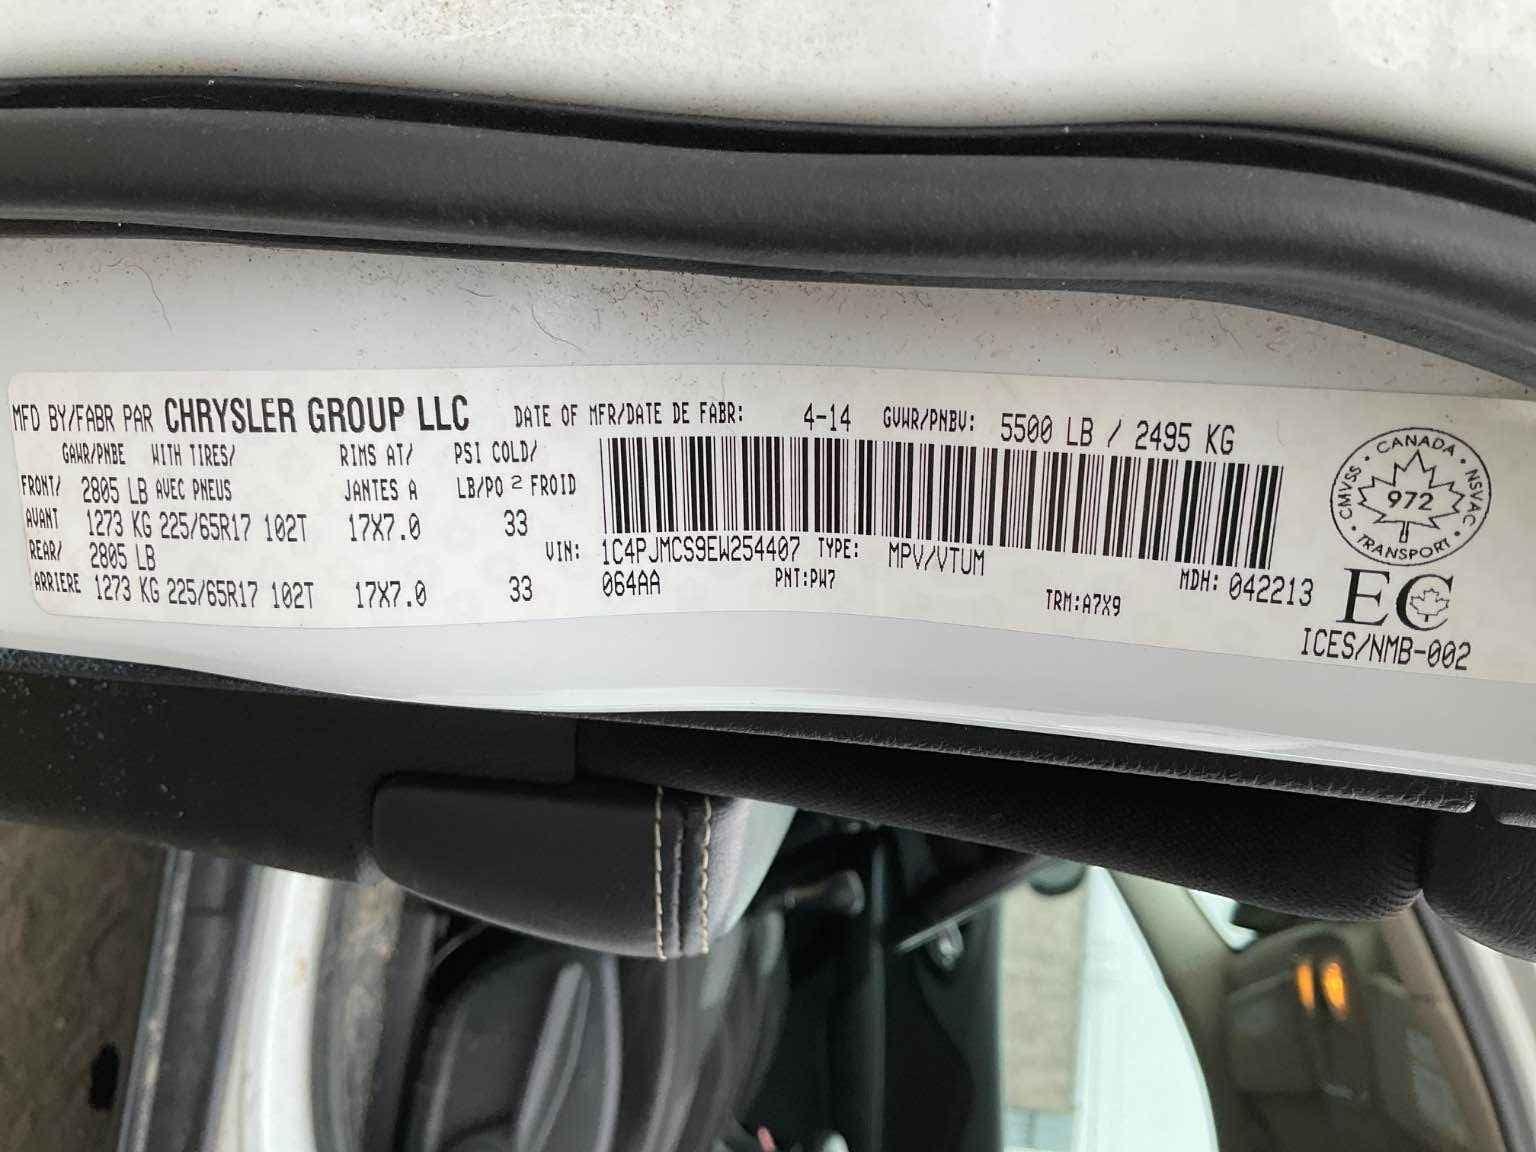 MFD BY/FABR PAR CHRYSLER GROUP LLC DATE OF MFR/DATE DE FABR: 4-14 GVWR/PNBV: 5500 LB / 2495 KG
GAWR/PNBE WITH TIRES/ RIMS AT/ PSI COLD/
FRONT/ 2805 LB AVEC PNEUS JANTES A LB/PO 2 FROID
AVANT 1273 KG 225/65R17 102T 17X7.0 33
REAR/ 2805 LB
ARRIERE 1273 KG 225/65R17 102T 17X7.0 33
VIN: 1C4PJMCS9EW254407 TYPE: MPV/VTUM
064AA PNT:PW7 TRM:A7X9 MDH: 042213
CANADA
CMVSS · NSVAC
972
TRANSPORT
EC
ICES/NMB-002